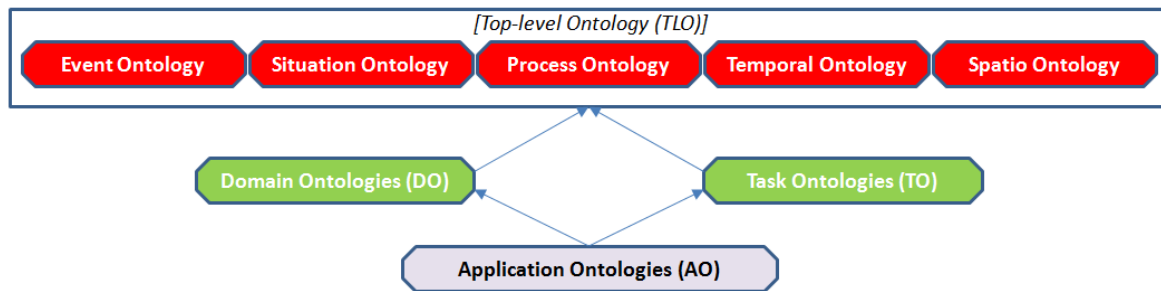 [Top-level Ontology (TLO)]
Event Ontology
Situation Ontology
Process Ontology
Temporal Ontology
Spatio Ontology
Domain Ontologies (DO)
Task Ontologies (TO)
Application Ontologies (AO)